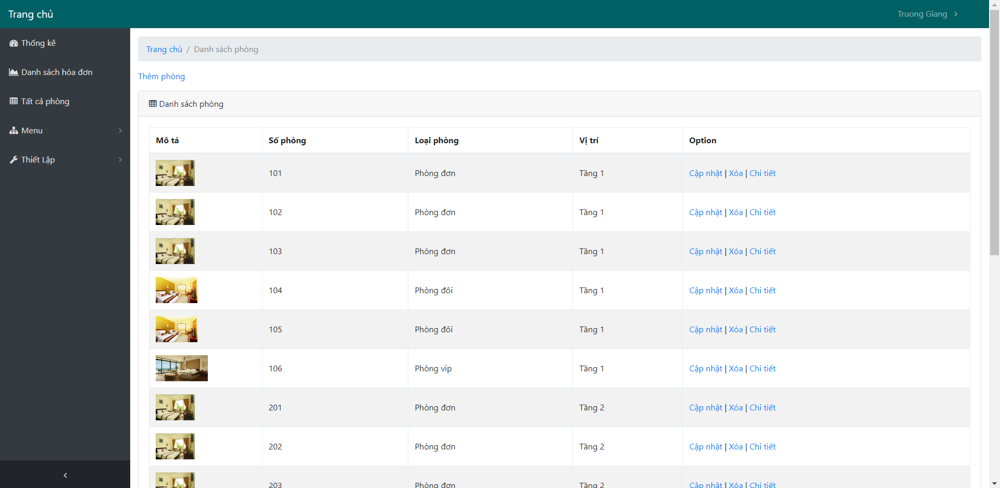 Trang chủ
Truong Giang
Thống kê
Danh sách hóa đơn
Tất cả phòng
Menu
Thiết Lập
Trang chủ / Danh sách phòng
Thêm phòng
Danh sách phòng
Mô tả Số phòng Loại phòng Vị trí Option
101 Phòng đơn Tầng 1 Cập nhật | Xóa | Chi tiết
102 Phòng đơn Tầng 1 Cập nhật | Xóa | Chi tiết
103 Phòng đơn Tầng 1 Cập nhật | Xóa | Chi tiết
104 Phòng đôi Tầng 1 Cập nhật | Xóa | Chi tiết
105 Phòng đôi Tầng 1 Cập nhật | Xóa | Chi tiết
106 Phòng vip Tầng 1 Cập nhật | Xóa | Chi tiết
201 Phòng đơn Tầng 2 Cập nhật | Xóa | Chi tiết
202 Phòng đơn Tầng 2 Cập nhật | Xóa | Chi tiết
203 Phòng đơn Tầng 2 Cập nhật | Xóa | Chi tiết